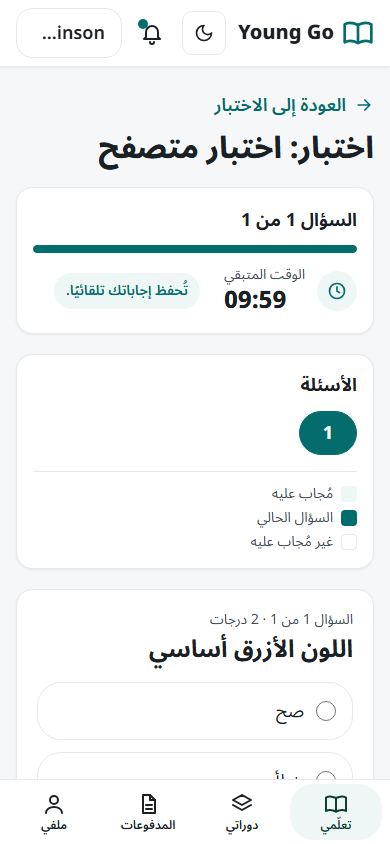 Young Go
inson...
العودة إلى الاختبار
اختبار: اختبار متصفح
السؤال 1 من 1
الوقت المتبقي
09:59
تُحفظ إجاباتك تلقائيًا.
الأسئلة
1
مُجاب عليه
السؤال الحالي
غير مُجاب عليه
السؤال 1 من 1 · 2 درجات
اللون الأزرق أساسي
صح
تعلّمي
دوراتي
المدفوعات
ملفي